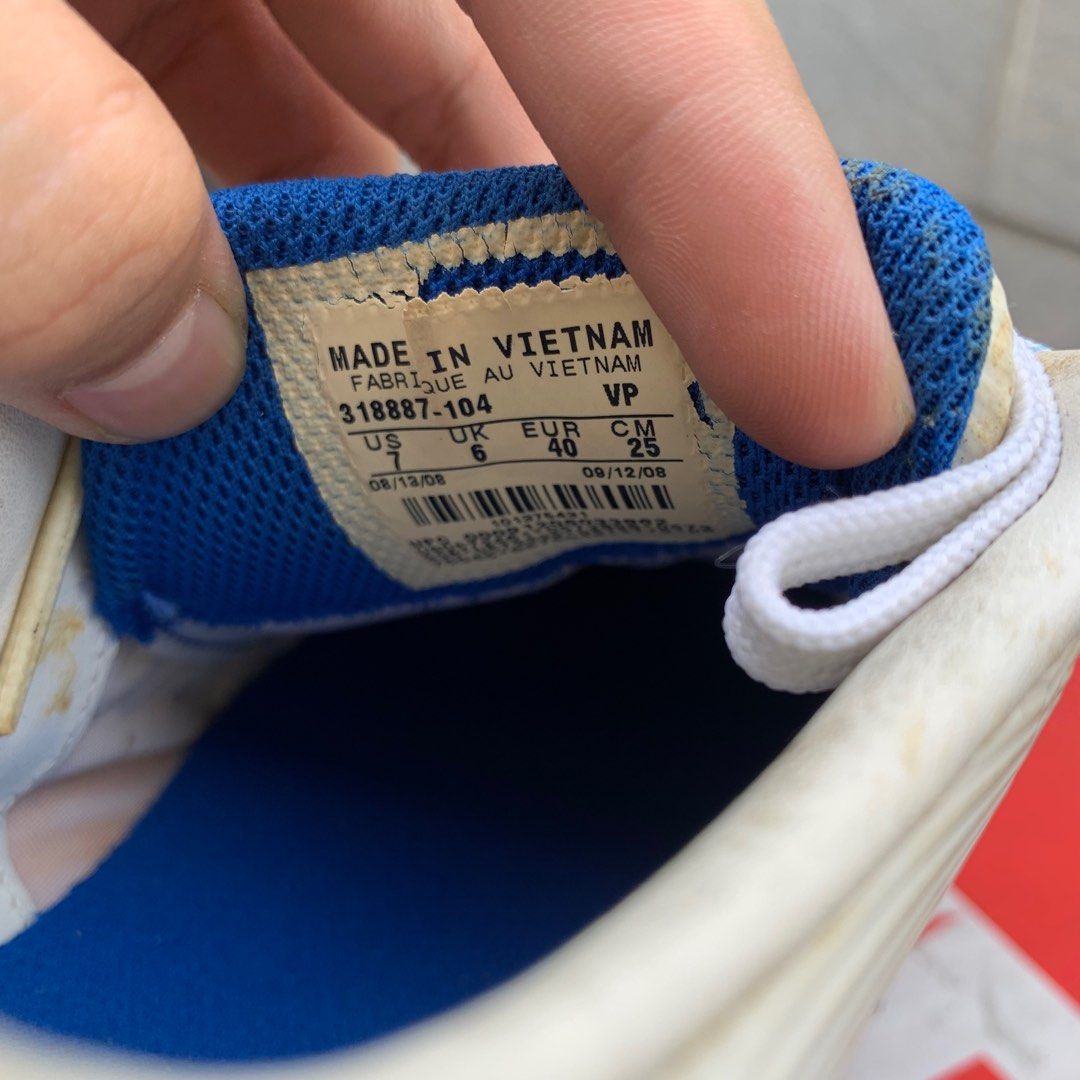 MADE IN VIETNAM
FABRIQUE AU VIETNAM
318887-104 VP
US UK EUR CM
7 6 40 25
08/13/08 09/12/08